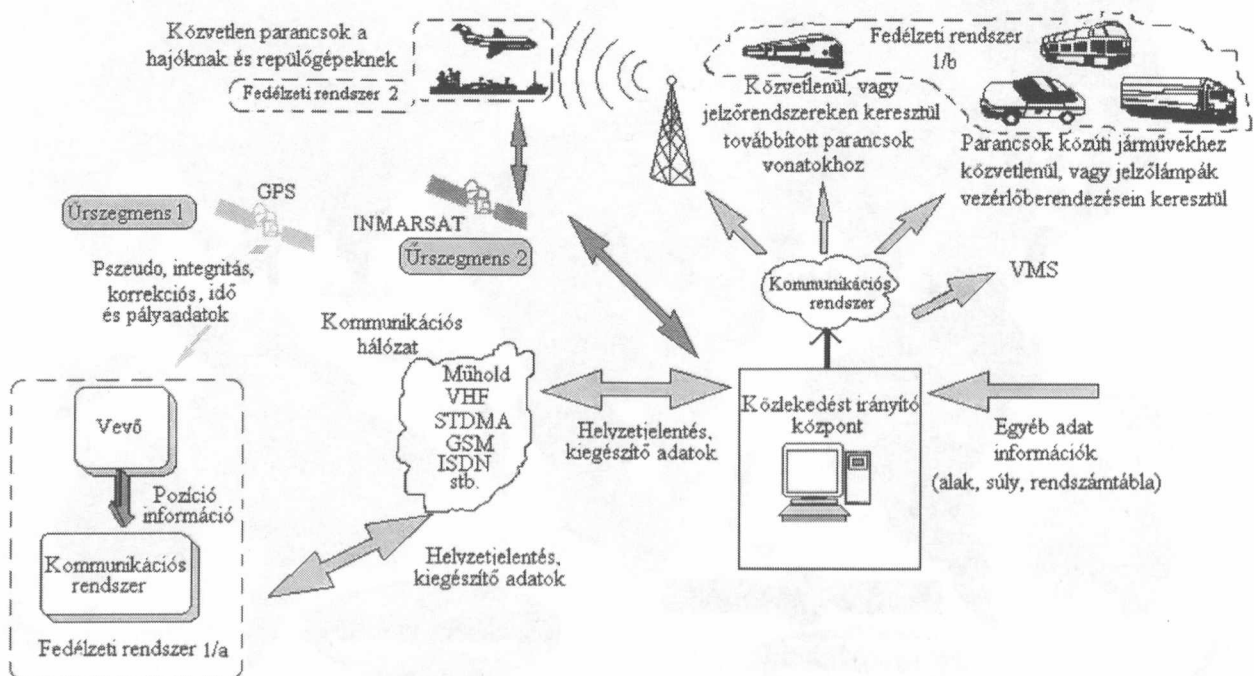 Közvetlen parancsok a
hajóknak és repülőgépeknek
Fedélzeti rendszer 2
Fedélzeti rendszer
1/b
Közvetlenül, vagy
jelzőrendszereken keresztül
továbbított parancsok
vonatokhoz
Parancsok közúti járművekhez
közvetlenül, vagy jelzőlámpák
vezérlőberendezésein keresztül
GPS
Űrszegmens 1
INMARSAT
Űrszegmens 2
Pszeudo, integritás,
korrekciós, idő
és pályaadatok
Kommunikációs
rendszer
VMS
Kommunikációs
hálózat
Műhold
VHF
STDMA
GSM
ISDN
stb.
Helyzetjelentés,
kiegészítő adatok
Közlekedést irányító
központ
Egyéb adat
információk
(alak, súly, rendszámtábla)
Vevő
Pozíció
információ
Kommunikációs
rendszer
Fedélzeti rendszer 1/a
Helyzetjelentés,
kiegészítő adatok